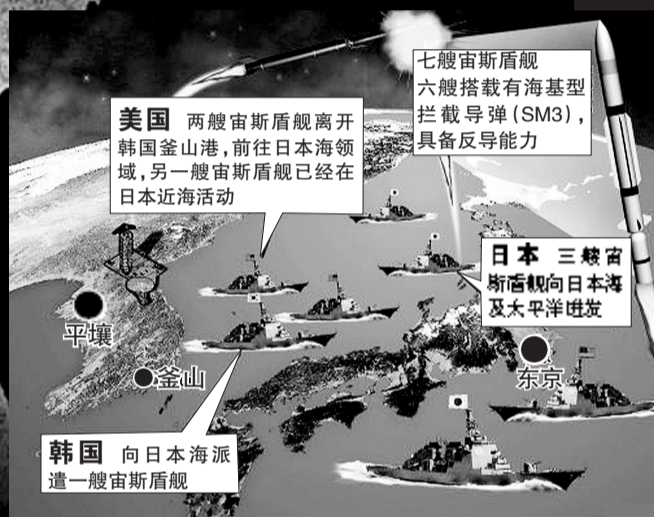 七艘宙斯盾舰
六艘搭载有海基型
拦截导弹(SM3),
具备反导能力
美国 两艘宙斯盾舰离开
韩国釜山港,前往日本海领
域,另一艘宙斯盾舰已经在
日本近海活动
日本 三艘宙
斯盾舰向日本海
及太平洋进发
平壤
釜山
东京
韩国 向日本海派
遣一艘宙斯盾舰